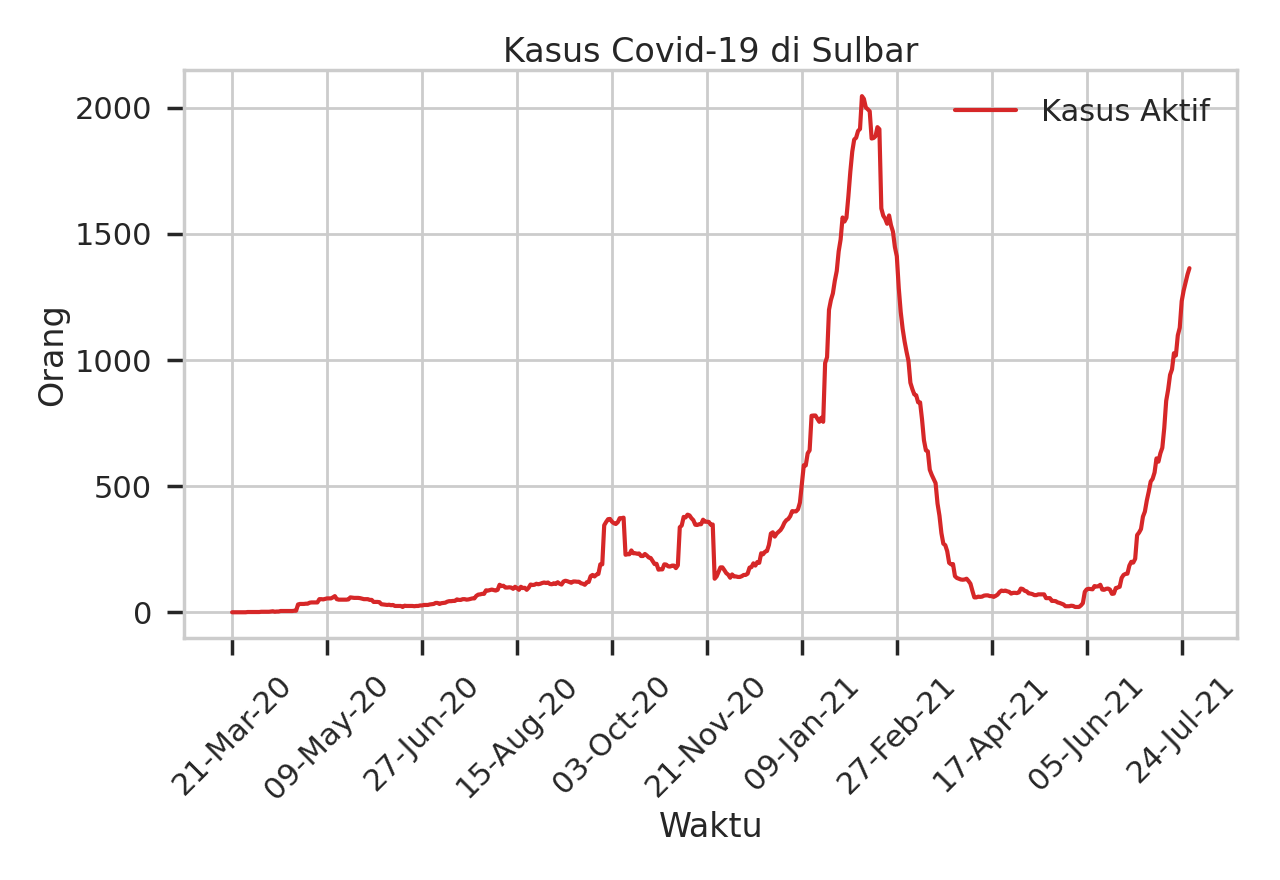 Kasus Covid-19 di Sulbar
Kasus Aktif
Orang
2000
1500
1000
500
0
21-Mar-20
09-May-20
27-Jun-20
15-Aug-20
03-Oct-20
21-Nov-20
09-Jan-21
27-Feb-21
17-Apr-21
05-Jun-21
24-Jul-21
Waktu